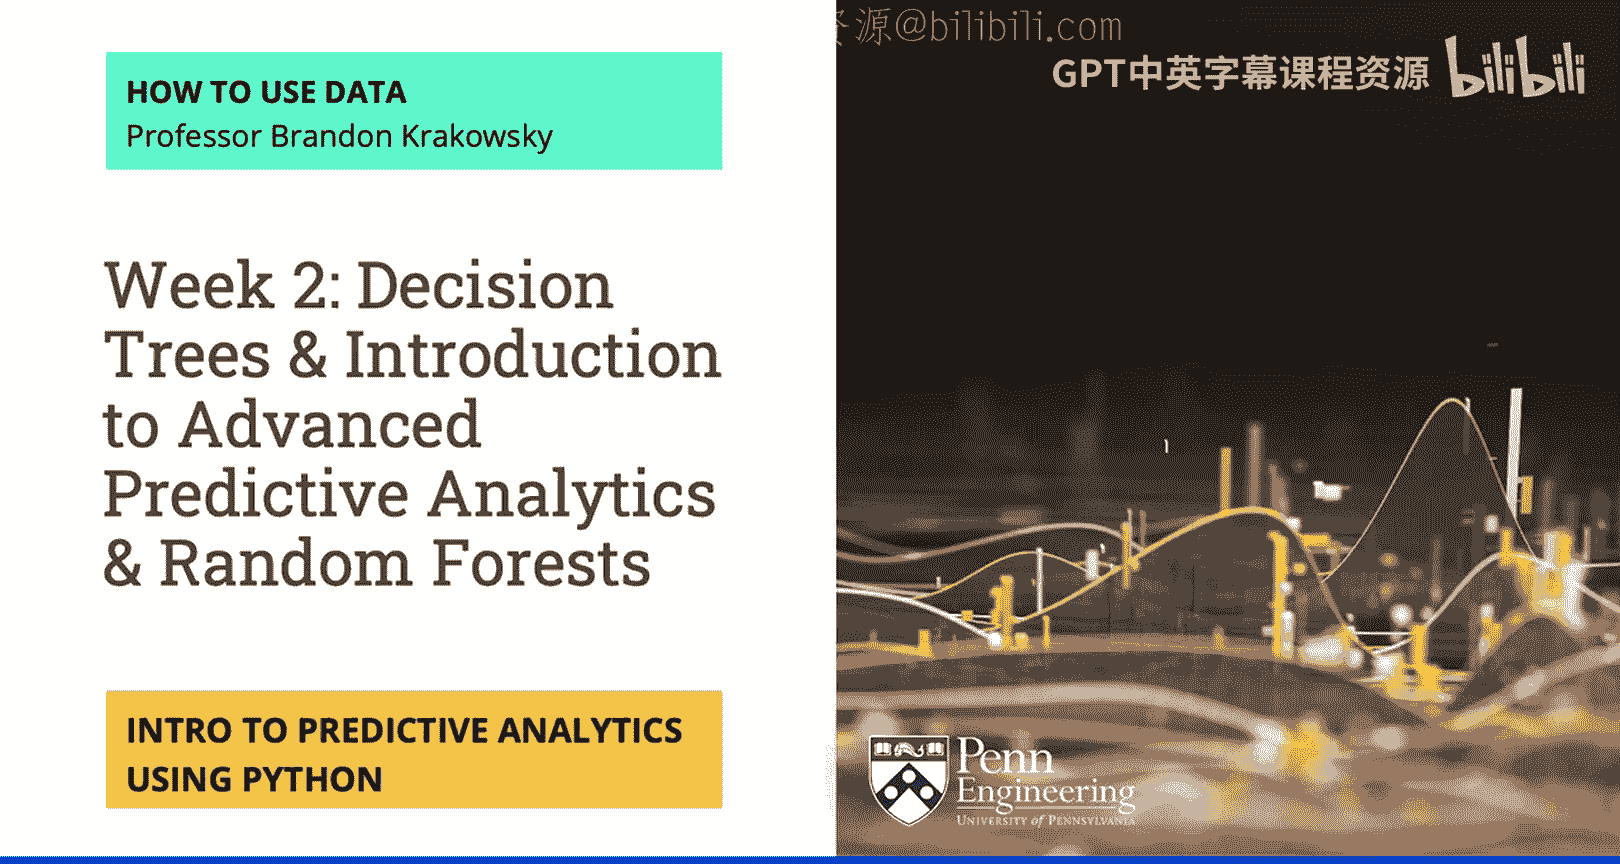 HOW TO USE DATA
Professor Brandon Krakowsky
Week 2: Decision
Trees & Introduction
to Advanced
Predictive Analytics
& Random Forests
INTRO TO PREDICTIVE ANALYTICS
USING PYTHON
源@bilibili.com
GPT中英字幕课程资源 bilibili
Penn
Engineering
UNIVERSITY of PENNSYLVANIA